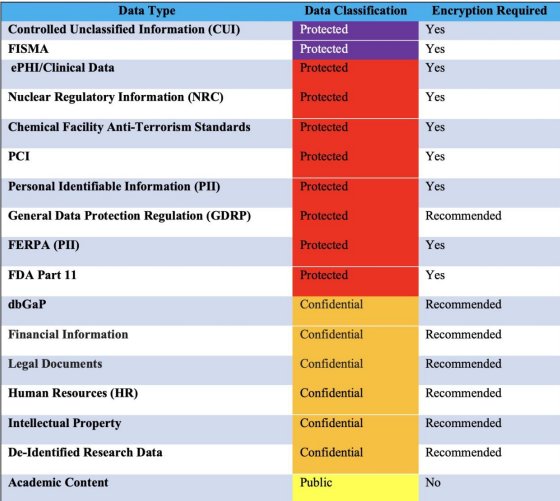 Data Type Data Classification Encryption Required
Controlled Unclassified Information (CUI) Protected Yes
FISMA Protected Yes
ePHI/Clinical Data Protected Yes
Nuclear Regulatory Information (NRC) Protected Yes
Chemical Facility Anti-Terrorism Standards Protected Yes
PCI Protected Yes
Personal Identifiable Information (PII) Protected Yes
General Data Protection Regulation (GDRP) Protected Recommended
FERPA (PII) Protected Yes
FDA Part 11 Protected Yes
dbGaP Confidential Recommended
Financial Information Confidential Recommended
Legal Documents Confidential Recommended
Human Resources (HR) Confidential Recommended
Intellectual Property Confidential Recommended
De-Identified Research Data Confidential Recommended
Academic Content Public No